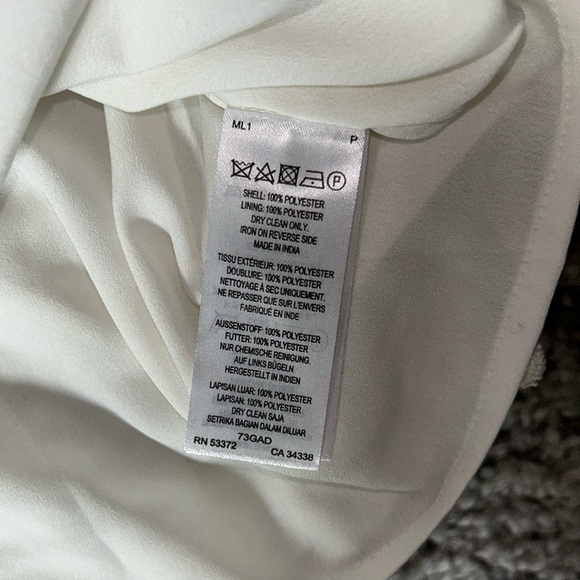 ML1
P
P
SHELL: 100% POLYESTER
LINING: 100% POLYESTER
DRY CLEAN ONLY.
IRON ON REVERSE SIDE
MADE IN INDIA
TISSU EXTÉRIEUR: 100% POLYESTER
DOUBLURE: 100% POLYESTER
NETTOYAGE À SEC UNIQUEMENT.
NE REPASSER QUE SUR L'ENVERS
FABRIQUÉ EN INDE
AUSSENSTOFF: 100% POLYESTER
FUTTER: 100% POLYESTER
NUR CHEMISCHE REINIGUNG.
AUF LINKS BÜGELN
HERGESTELLT IN INDIEN
LAPISAN LUAR: 100% POLYESTER
LAPISAN: 100% POLYESTER
DRY CLEAN SAJA
SETRIKA BAGIAN DALAM DILUAR
73GAD
RN 53372 CA 34338